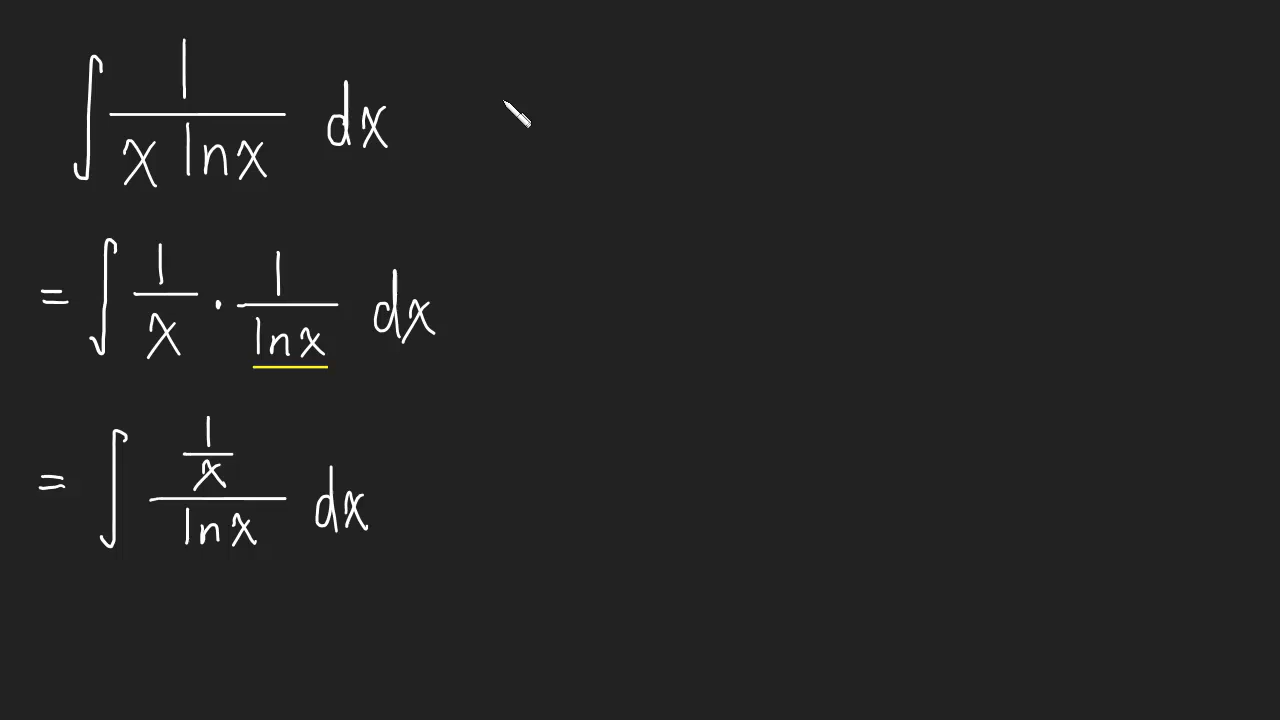 ∫ 1/(x ln x) dx
= ∫ 1/x · 1/(ln x) dx
= ∫ (1/x)/(ln x) dx